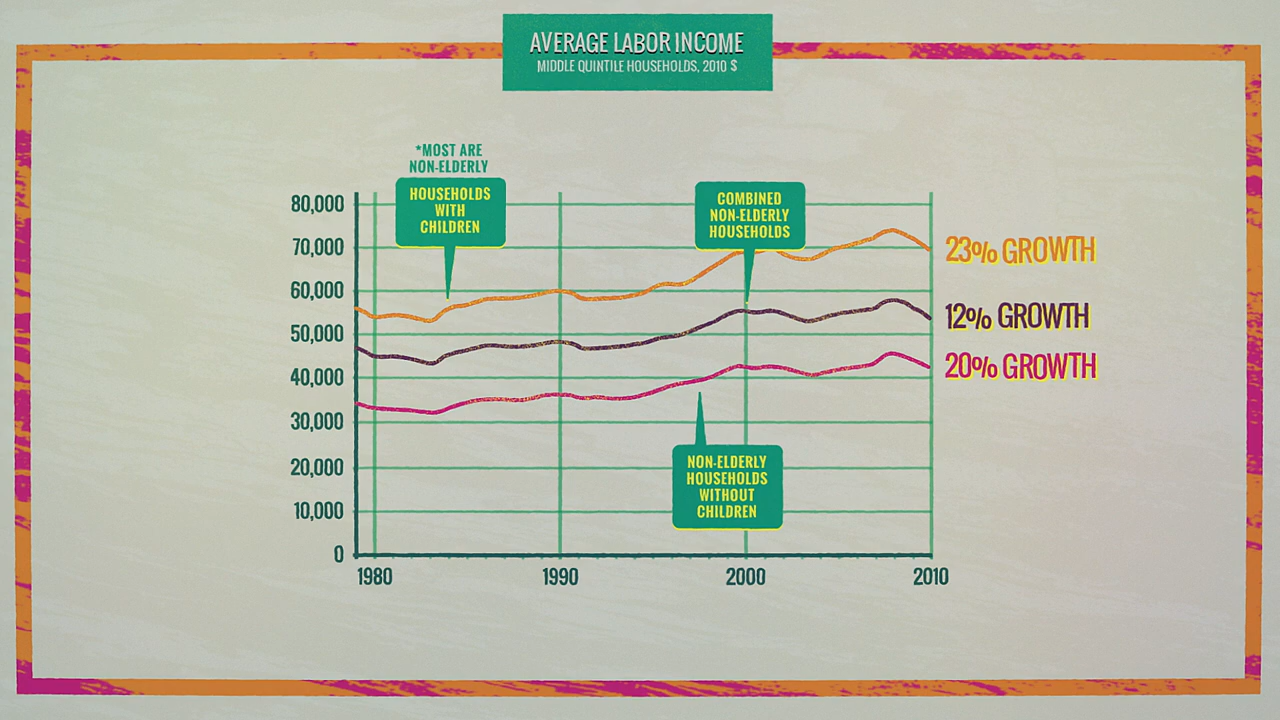 AVERAGE LABOR INCOME
MIDDLE QUINTILE HOUSEHOLDS, 2010 $
*MOST ARE
NON-ELDERLY
HOUSEHOLDS
WITH
CHILDREN
COMBINED
NON-ELDERLY
HOUSEHOLDS
80,000
70,000
60,000
50,000
40,000
30,000
20,000
10,000
0
23% GROWTH
12% GROWTH
20% GROWTH
NON-ELDERLY
HOUSEHOLDS
WITHOUT
CHILDREN
1980
1990
2000
2010